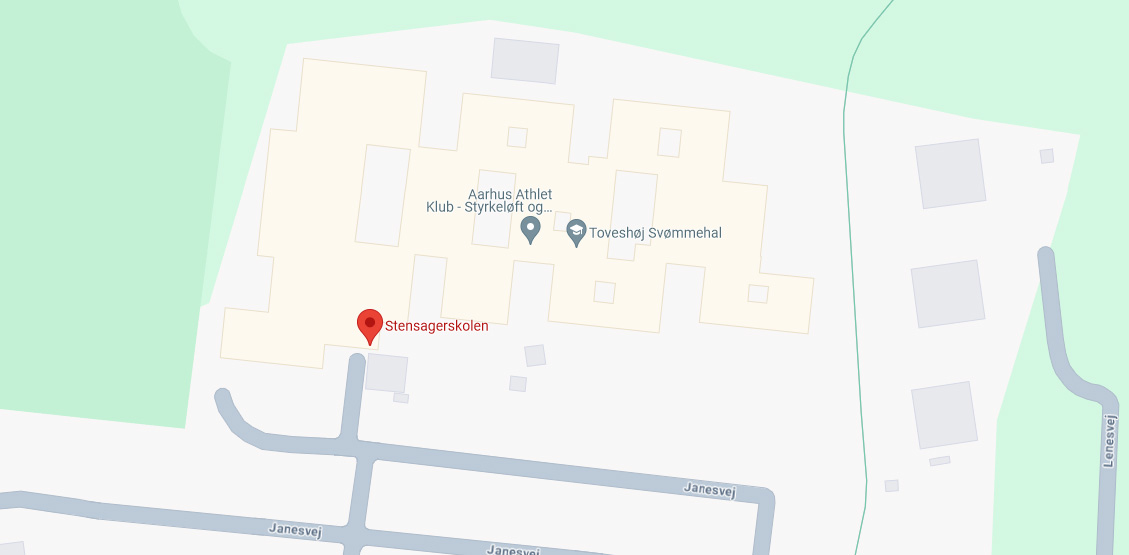 Aarhus Athlet
Klub - Styrkeløft og...
Toveshøj Svømmehal
Stensagerskolen
Lenesvej
Janesvej
Janesvej
Janesvej